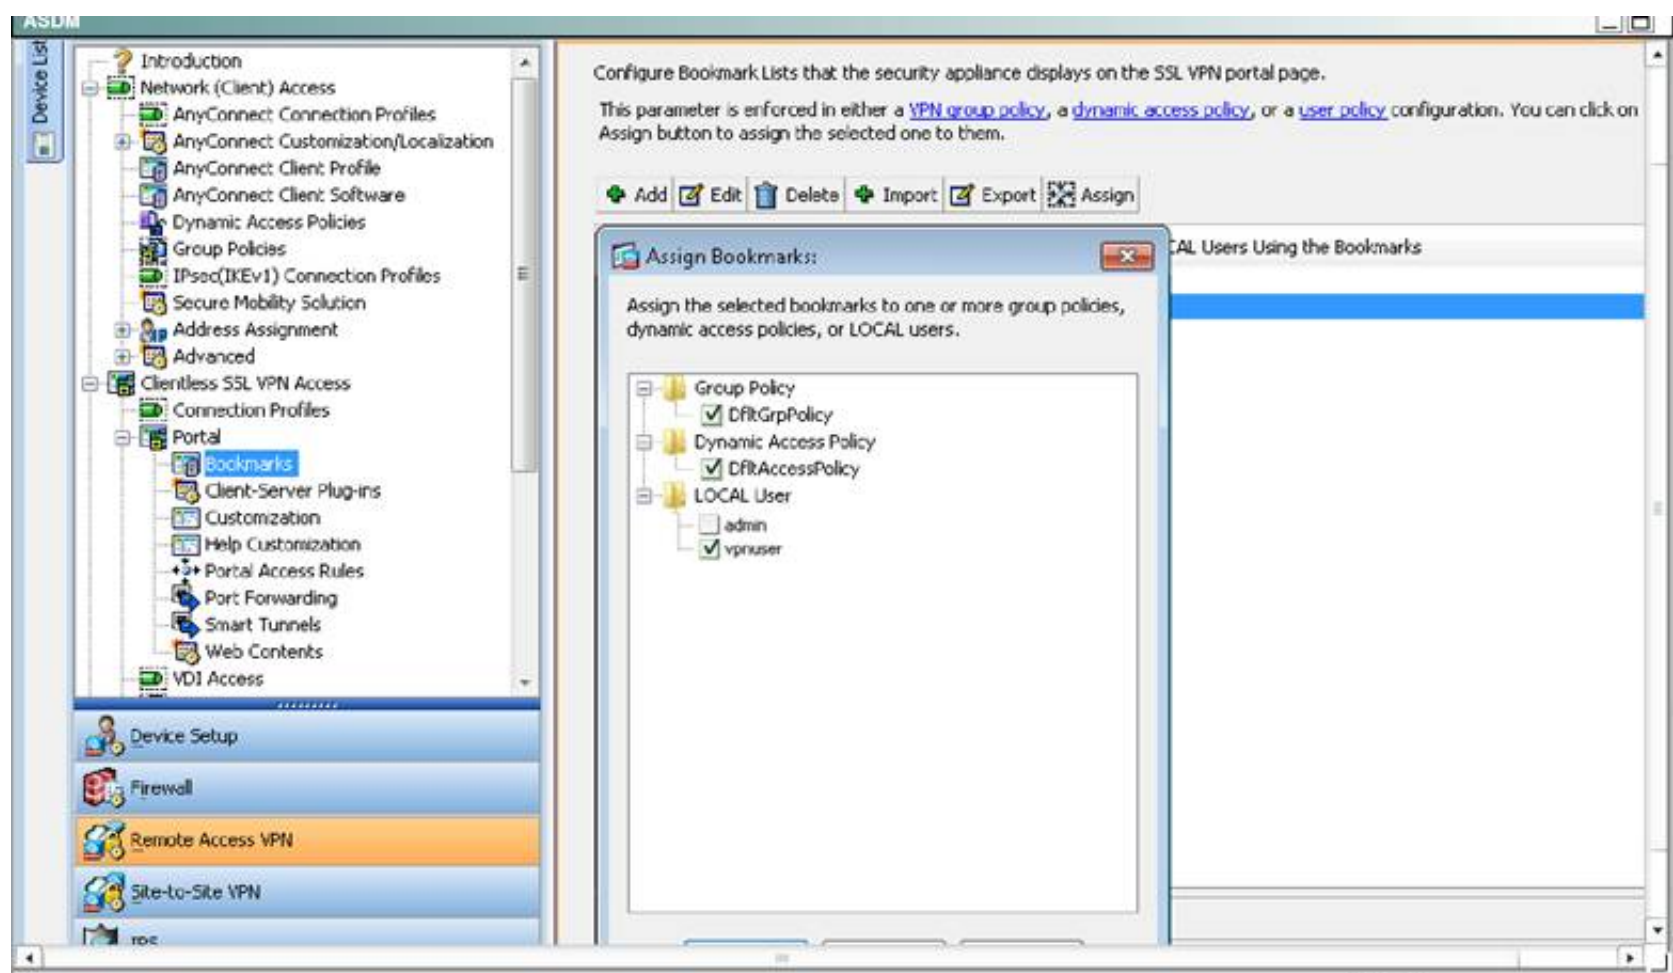 ASDM
Device List
Introduction
Network (Client) Access
AnyConnect Connection Profiles
AnyConnect Customization/Localization
AnyConnect Client Profile
AnyConnect Client Software
Dynamic Access Policies
Group Policies
IPsec(IKEv1) Connection Profiles
Secure Mobility Solution
Address Assignment
Advanced
Clientless SSL VPN Access
Connection Profiles
Portal
Bookmarks
Client-Server Plug-ins
Customization
Help Customization
Portal Access Rules
Port Forwarding
Smart Tunnels
Web Contents
VDI Access
Device Setup
Firewall
Remote Access VPN
Site-to-Site VPN
IPS
Configure Bookmark Lists that the security appliance displays on the SSL VPN portal page.
This parameter is enforced in either a VPN group policy, a dynamic access policy, or a user policy configuration. You can click on
Assign button to assign the selected one to them.
Add Edit Delete Import Export Assign
CAL Users Using the Bookmarks
Assign Bookmarks:
Assign the selected bookmarks to one or more group policies,
dynamic access policies, or LOCAL users.
Group Policy
DfltGrpPolicy
Dynamic Access Policy
DfltAccessPolicy
LOCAL User
admin
vpnuser